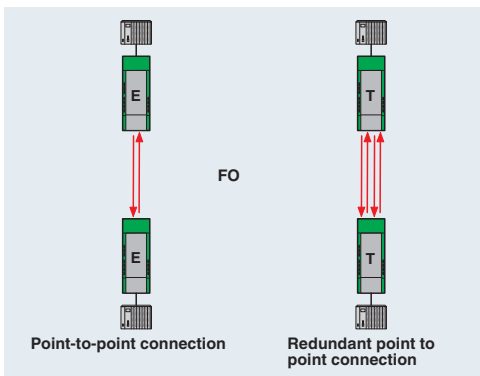 E
T
FO
E
T
Point-to-point connection
Redundant point to
point connection